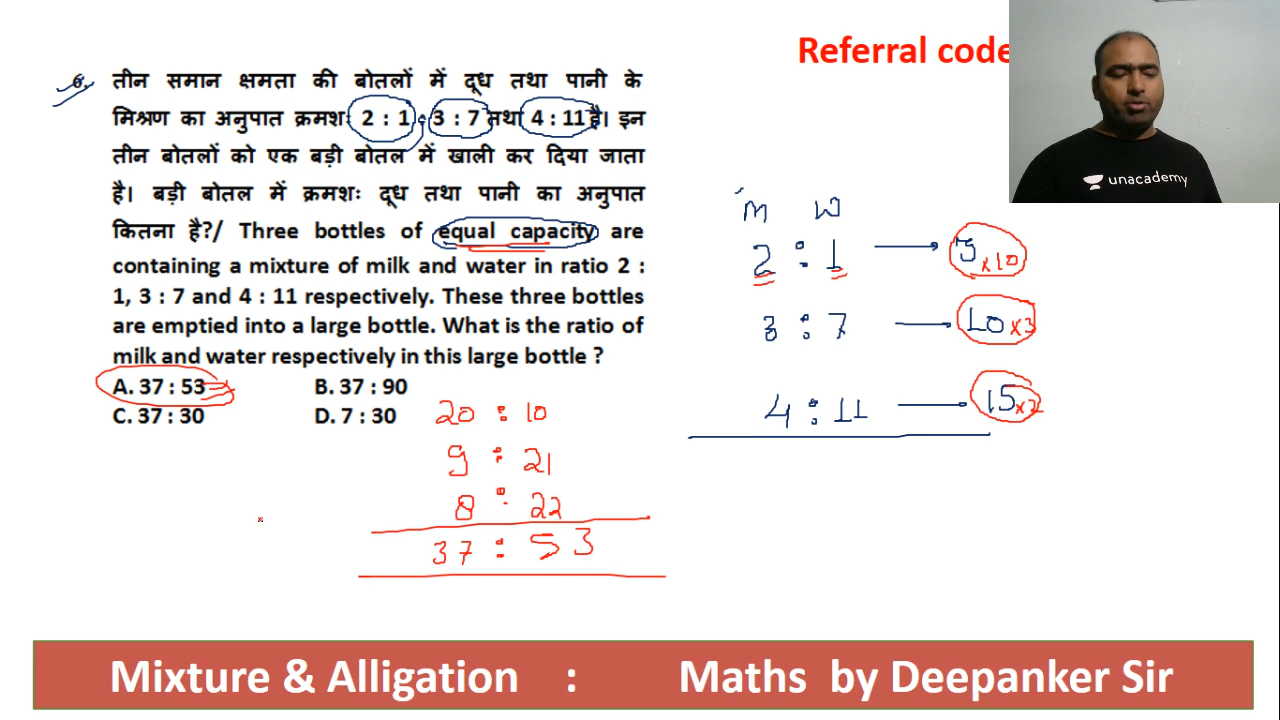 Referral code
6. तीन समान क्षमता की बोतलों में दूध तथा पानी के
मिश्रण का अनुपात क्रमशः 2 : 1, 3 : 7 तथा 4 : 11 है। इन
तीन बोतलों को एक बड़ी बोतल में खाली कर दिया जाता
है। बड़ी बोतल में क्रमशः दूध तथा पानी का अनुपात
कितना है?/ Three bottles of equal capacity are
containing a mixture of milk and water in ratio 2 :
1, 3 : 7 and 4 : 11 respectively. These three bottles
are emptied into a large bottle. What is the ratio of
milk and water respectively in this large bottle ?
A. 37 : 53 B. 37 : 90
C. 37 : 30 D. 7 : 30
20 : 10
9 : 21
8 : 22
37 : 53
M W
2 : 1 → 3 ×10
3 : 7 → 10 ×3
4 : 11 → 15 ×2
unacademy
Mixture & Alligation : Maths by Deepanker Sir